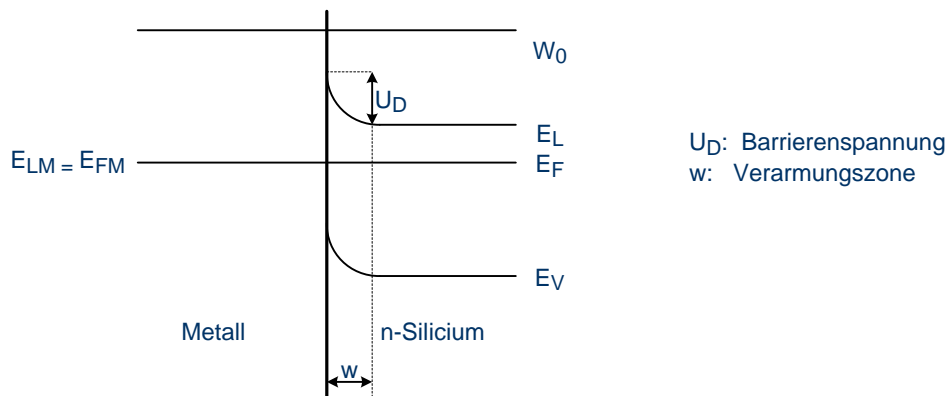 W0
UD
EL
ELM = EFM
EF
UD: Barrierenspannung
w: Verarmungszone
EV
Metall
n-Silicium
w